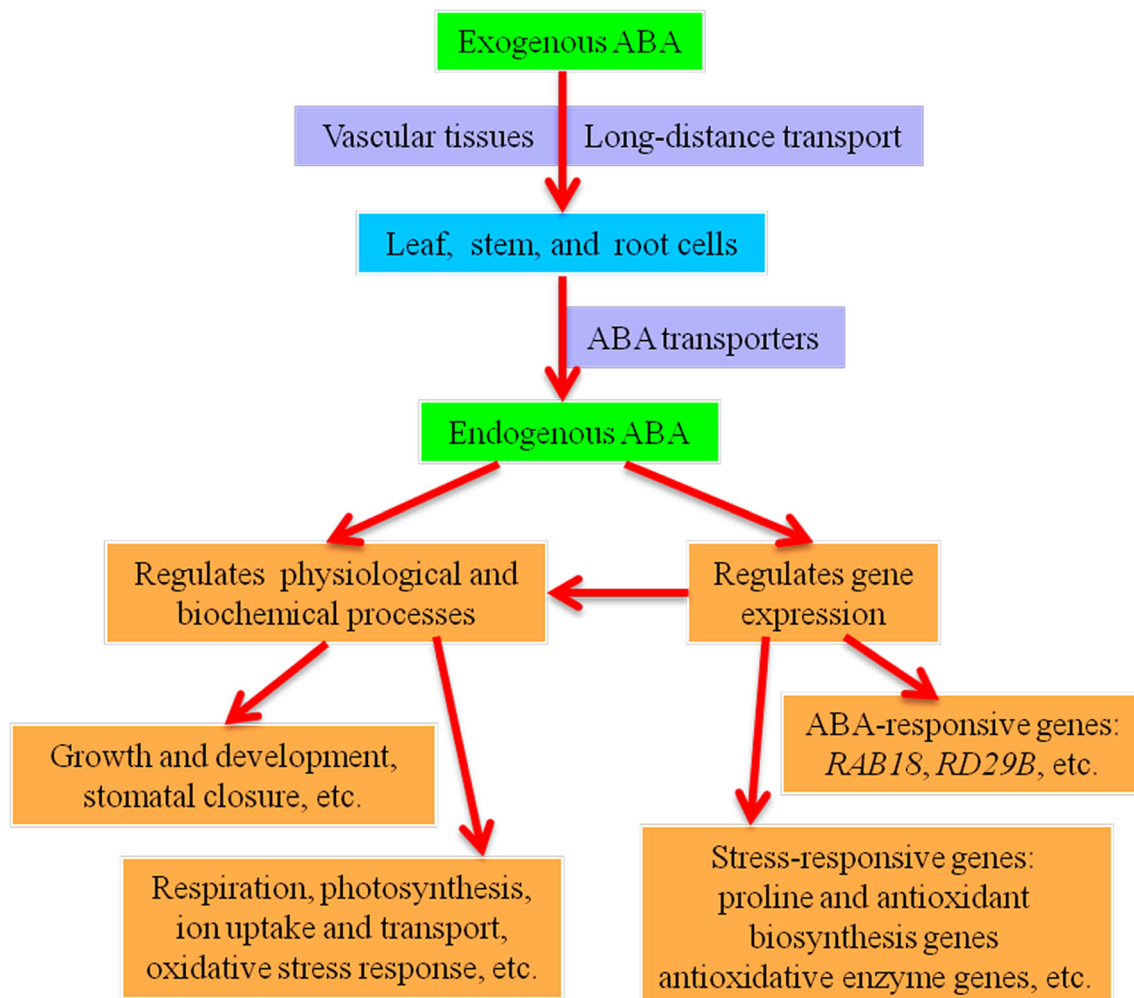 Exogenous ABA
Vascular tissues
Long-distance transport
Leaf, stem, and root cells
ABA transporters
Endogenous ABA
Regulates physiological and
biochemical processes
Regulates gene
expression
Growth and development,
stomatal closure, etc.
ABA-responsive genes:
RAB18, RD29B, etc.
Respiration, photosynthesis,
ion uptake and transport,
oxidative stress response, etc.
Stress-responsive genes:
proline and antioxidant
biosynthesis genes
antioxidative enzyme genes, etc.